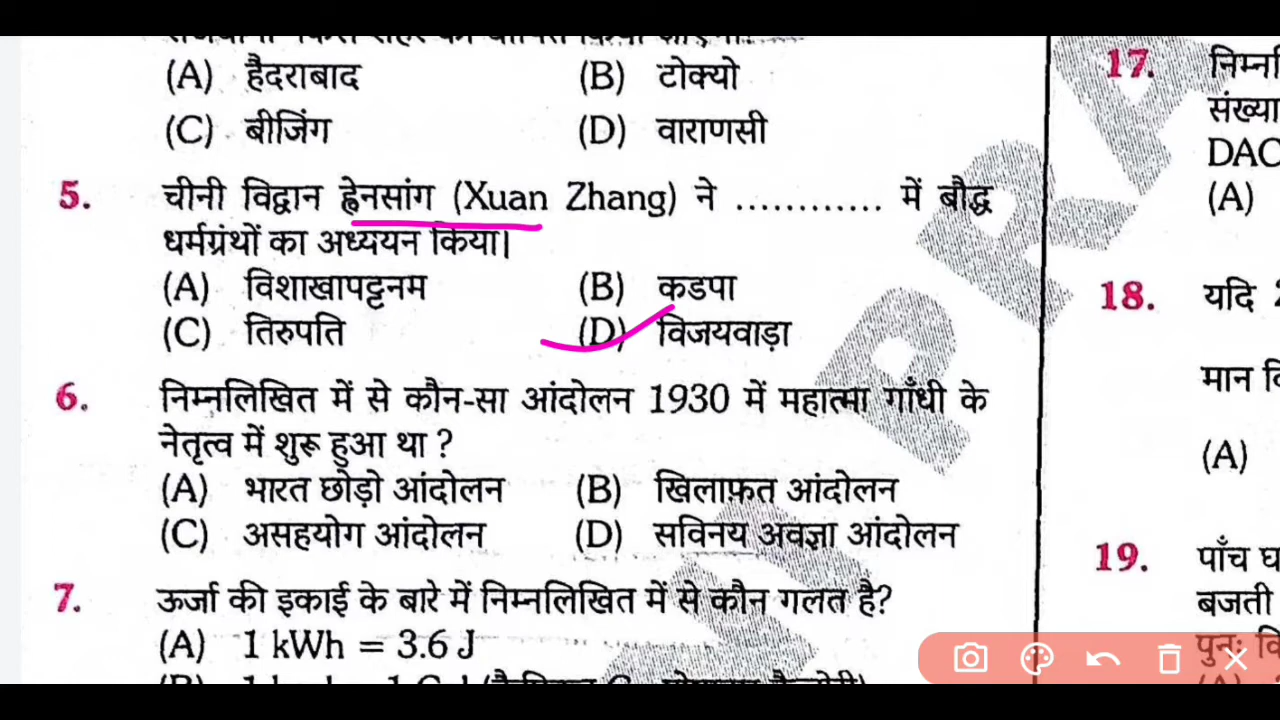 (A) हैदराबाद (B) टोक्यो
(C) बीजिंग (D) वाराणसी
5. चीनी विद्वान ह्वेनसांग (Xuan Zhang) ने ............ में बौद्ध
धर्मग्रंथों का अध्ययन किया।
(A) विशाखापट्टनम (B) कडपा
(C) तिरुपति (D) विजयवाड़ा
6. निम्नलिखित में से कौन-सा आंदोलन 1930 में महात्मा गाँधी के
नेतृत्व में शुरू हुआ था ?
(A) भारत छोड़ो आंदोलन (B) खिलाफ़त आंदोलन
(C) असहयोग आंदोलन (D) सविनय अवज्ञा आंदोलन
7. ऊर्जा की इकाई के बारे में निम्नलिखित में से कौन गलत है?
(A) 1 kWh = 3.6 J
17.
संख्या
(A)
18. यदि
मान
(A)
19. पाँच
बजती
पुनः